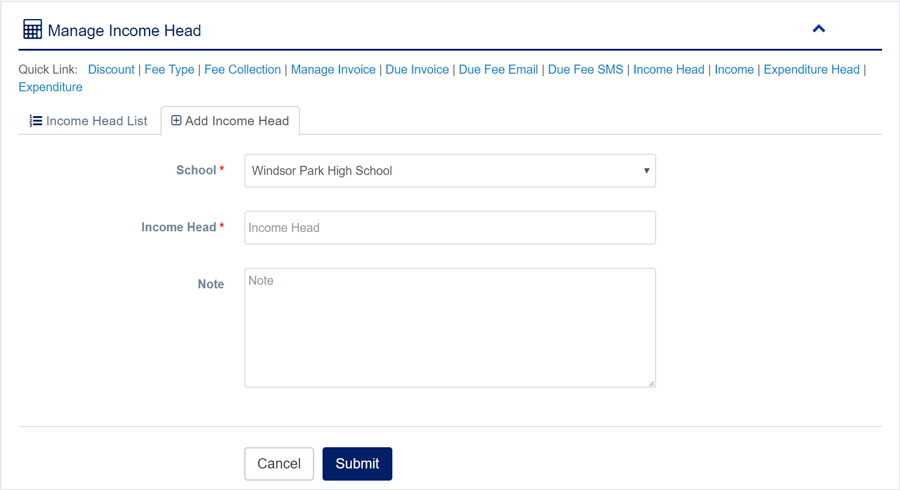 Manage Income Head
Quick Link: Discount | Fee Type | Fee Collection | Manage Invoice | Due Invoice | Due Fee Email | Due Fee SMS | Income Head | Income | Expenditure Head |
Expenditure
Income Head List Add Income Head
School * Windsor Park High School
Income Head * Income Head
Note Note
Cancel Submit